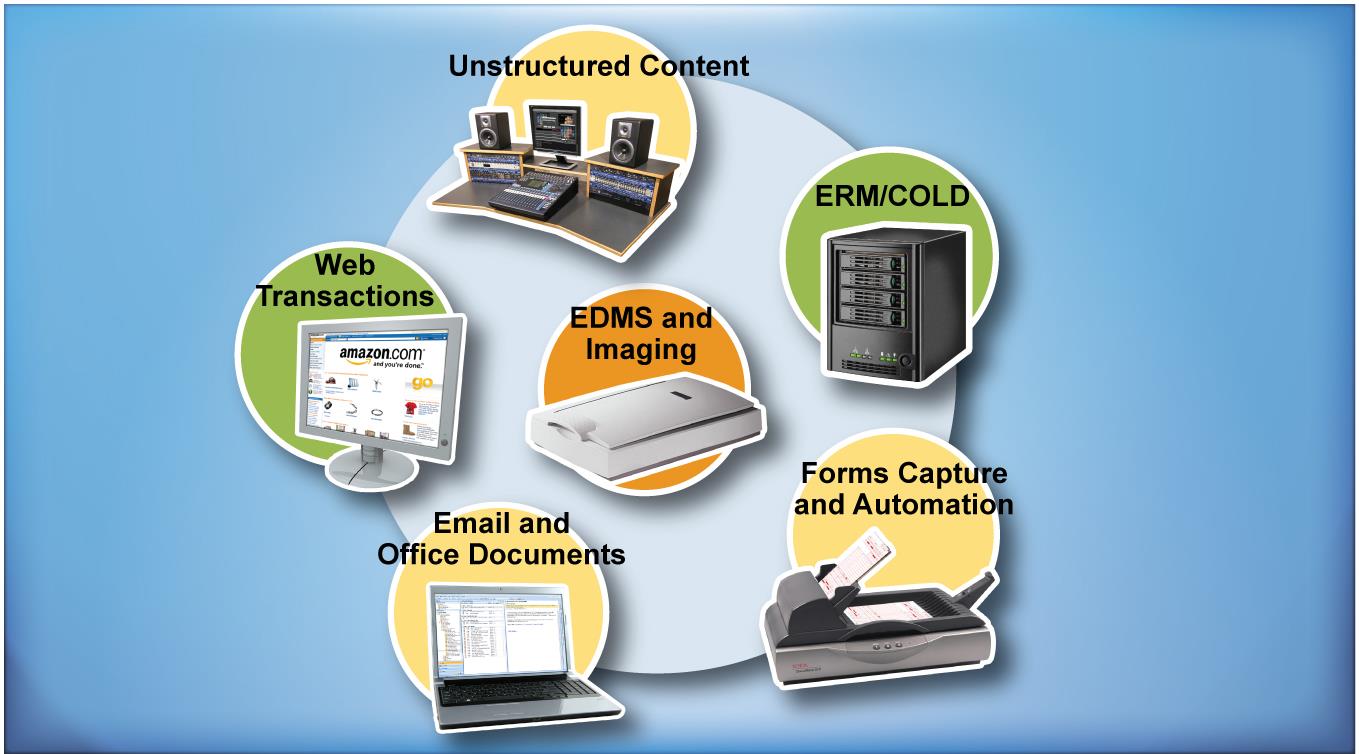 Unstructured Content
ERM/COLD
Web
Transactions
amazon.com
and you're done.™
go
EDMS and
Imaging
Forms Capture
and Automation
Email and
Office Documents